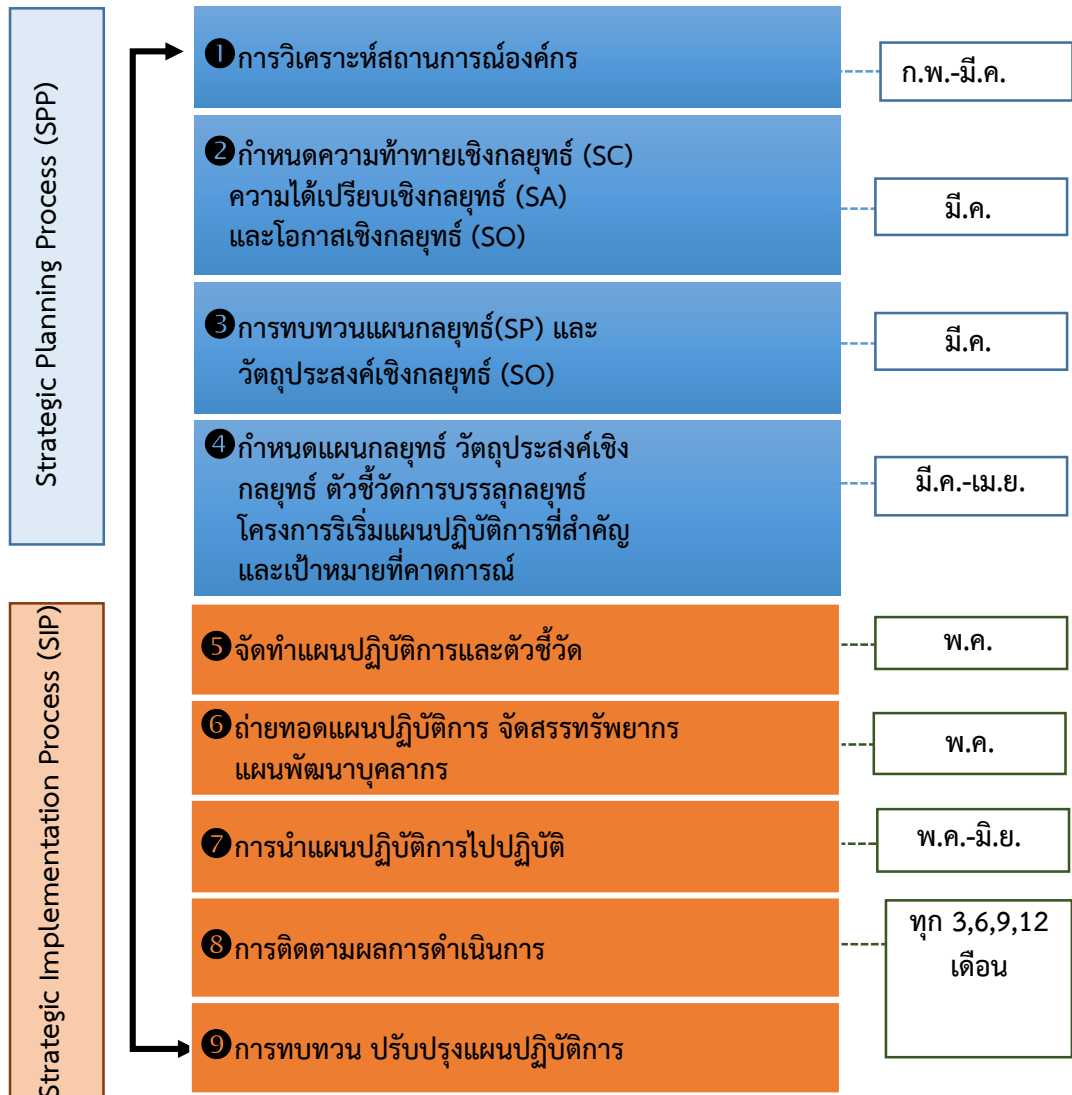 Strategic Planning Process (SPP)
❶การวิเคราะห์สถานการณ์องค์กร
ก.พ.-มี.ค.
❷กำหนดความท้าทายเชิงกลยุทธ์ (SC)
ความได้เปรียบเชิงกลยุทธ์ (SA)
และโอกาสเชิงกลยุทธ์ (SO)
มี.ค.
❸การทบทวนแผนกลยุทธ์(SP) และ
วัตถุประสงค์เชิงกลยุทธ์ (SO)
มี.ค.
❹กำหนดแผนกลยุทธ์ วัตถุประสงค์เชิง
กลยุทธ์ ตัวชี้วัดการบรรลุกลยุทธ์
โครงการริเริ่มแผนปฏิบัติการที่สำคัญ
และเป้าหมายที่คาดการณ์
มี.ค.-เม.ย.
Strategic Implementation Process (SIP)
❺จัดทำแผนปฏิบัติการและตัวชี้วัด
พ.ค.
❻ถ่ายทอดแผนปฏิบัติการ จัดสรรทรัพยากร
แผนพัฒนาบุคลากร
พ.ค.
❼การนำแผนปฏิบัติการไปปฏิบัติ
พ.ค.-มิ.ย.
❽การติดตามผลการดำเนินการ
ทุก 3,6,9,12
เดือน
❾การทบทวน ปรับปรุงแผนปฏิบัติการ